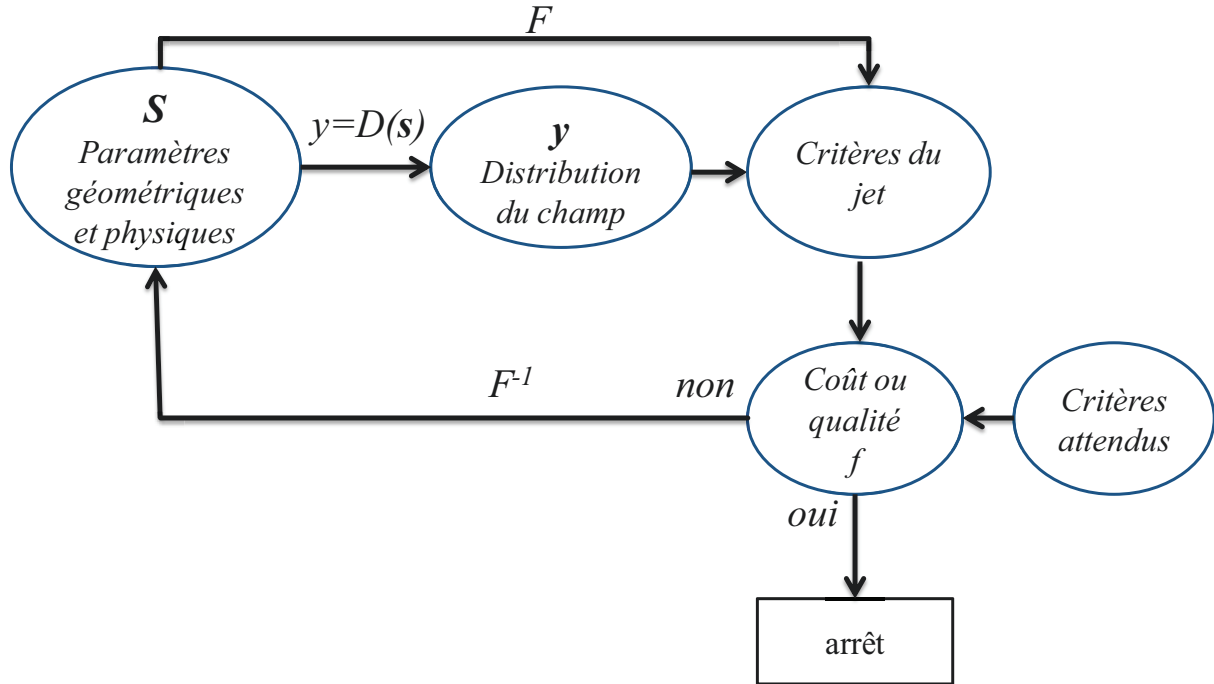 F
S
Paramètres
géométriques
et physiques
y=D(s)
y
Distribution
du champ
Critères du
jet
F-1
non
Coût ou
qualité
f
Critères
attendus
oui
arrêt